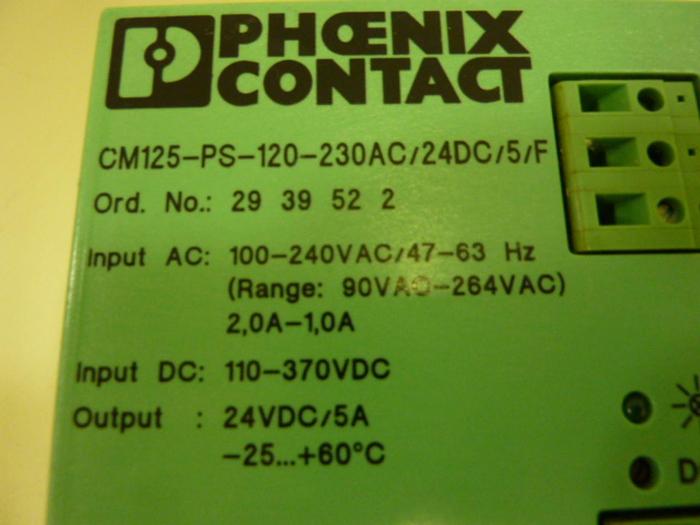 PHŒNIX
CONTACT
CM125-PS-120-230AC/24DC/5/F
Ord. No.: 29 39 52 2
Input AC: 100-240VAC/47-63 Hz
(Range: 90VAC-264VAC)
2,0A-1,0A
Input DC: 110-370VDC
Output : 24VDC/5A
-25...+60°C
D